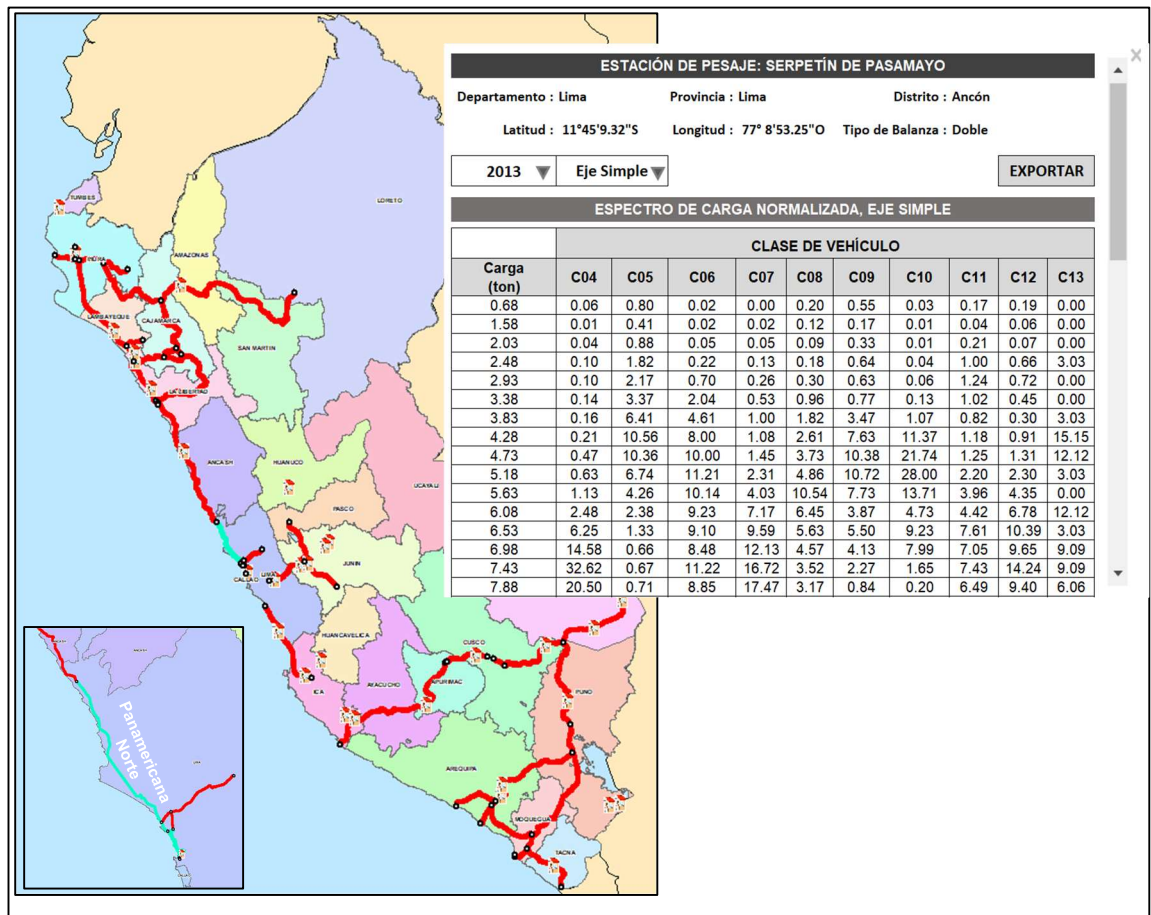 ESTACIÓN DE PESAJE: SERPETÍN DE PASAMAYO
Departamento : Lima Provincia : Lima Distrito : Ancón
Latitud : 11°45'9.32"S Longitud : 77° 8'53.25"O Tipo de Balanza : Doble
2013 Eje Simple EXPORTAR
ESPECTRO DE CARGA NORMALIZADA, EJE SIMPLE
CLASE DE VEHÍCULO
Carga (ton) C04 C05 C06 C07 C08 C09 C10 C11 C12 C13
0.68 0.06 0.80 0.02 0.00 0.20 0.55 0.03 0.17 0.19 0.00
1.58 0.01 0.41 0.02 0.02 0.12 0.17 0.01 0.04 0.06 0.00
2.03 0.04 0.88 0.05 0.05 0.09 0.33 0.01 0.21 0.07 0.00
2.48 0.10 1.82 0.22 0.13 0.18 0.64 0.04 1.00 0.66 3.03
2.93 0.10 2.17 0.70 0.26 0.30 0.63 0.06 1.24 0.72 0.00
3.38 0.14 3.37 2.04 0.53 0.96 0.77 0.13 1.02 0.45 0.00
3.83 0.16 6.41 4.61 1.00 1.82 3.47 1.07 0.82 0.30 3.03
4.28 0.21 10.56 8.00 1.08 2.61 7.63 11.37 1.18 0.91 15.15
4.73 0.47 10.36 10.00 1.45 3.73 10.38 21.74 1.25 1.31 12.12
5.18 0.63 6.74 11.21 2.31 4.86 10.72 28.00 2.20 2.30 3.03
5.63 1.13 4.26 10.14 4.03 10.54 7.73 13.71 3.96 4.35 0.00
6.08 2.48 2.38 9.23 7.17 6.45 3.87 4.73 4.42 6.78 12.12
6.53 6.25 1.33 9.10 9.59 5.63 5.50 9.23 7.61 10.39 3.03
6.98 14.58 0.66 8.48 12.13 4.57 4.13 7.99 7.05 9.65 9.09
7.43 32.62 0.67 11.22 16.72 3.52 2.27 1.65 7.43 14.24 9.09
7.88 20.50 0.71 8.85 17.47 3.17 0.84 0.20 6.49 9.40 6.06
TUMBES
LORETO
PIURA
AMAZONAS
LAMBAYEQUE
CAJAMARCA
SAN MARTIN
LA LIBERTAD
ANCASH
HUANUCO
UCAYALI
PASCO
JUNIN
CALLAO
LIMA
HUANCAVELICA
CUSCO
ICA
AYACUCHO
APURIMAC
PUNO
AREQUIPA
MOQUEGUA
TACNA
Panamericana
Norte